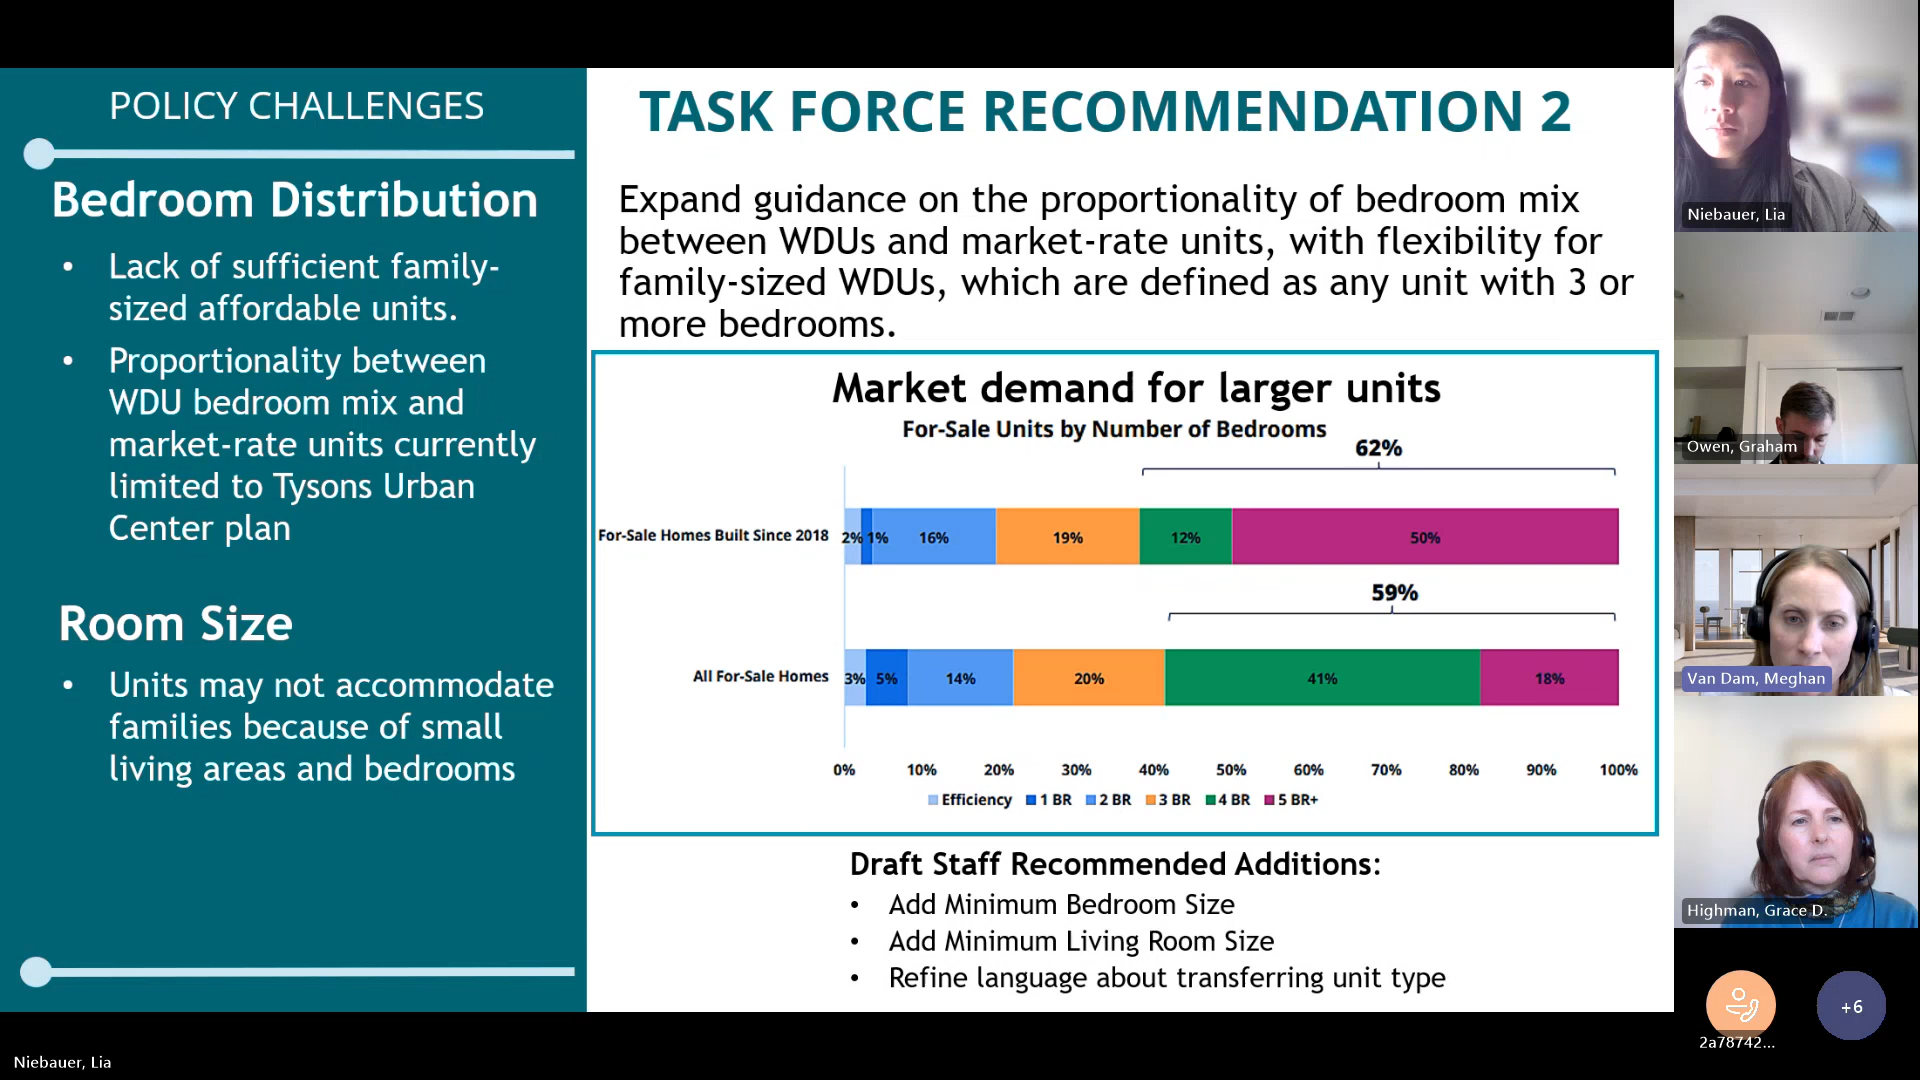 POLICY CHALLENGES
Bedroom Distribution
• Lack of sufficient family-
sized affordable units.
• Proportionality between
WDU bedroom mix and
market-rate units currently
limited to Tysons Urban
Center plan
Room Size
• Units may not accommodate
families because of small
living areas and bedrooms
TASK FORCE RECOMMENDATION 2
Expand guidance on the proportionality of bedroom mix
between WDUs and market-rate units, with flexibility for
family-sized WDUs, which are defined as any unit with 3 or
more bedrooms.
Market demand for larger units
For-Sale Units by Number of Bedrooms
62%
For-Sale Homes Built Since 2018 2% 1% 16% 19% 12% 50%
59%
All For-Sale Homes 3% 5% 14% 20% 41% 18%
0% 10% 20% 30% 40% 50% 60% 70% 80% 90% 100%
Efficiency 1 BR 2 BR 3 BR 4 BR 5 BR+
Draft Staff Recommended Additions:
• Add Minimum Bedroom Size
• Add Minimum Living Room Size
• Refine language about transferring unit type
Niebauer, Lia
Owen, Graham
Van Dam, Meghan
Highman, Grace D.
2a78742...
+6
Niebauer, Lia